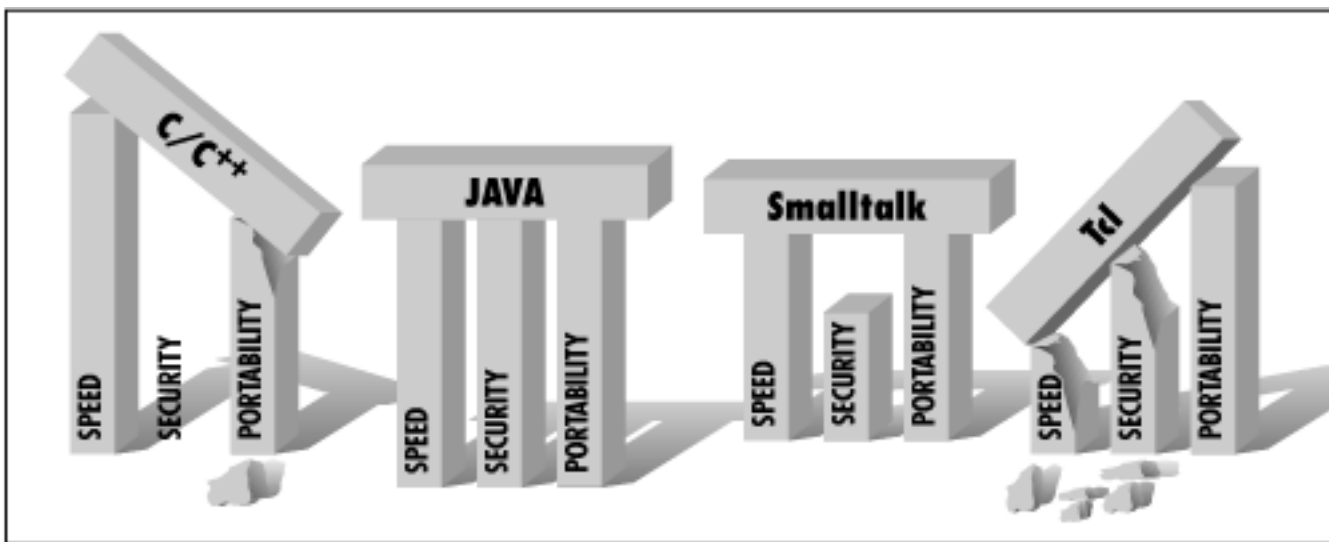 C/C++
SPEED
SECURITY
PORTABILITY
JAVA
SPEED
SECURITY
PORTABILITY
Smalltalk
SPEED
SECURITY
PORTABILITY
Tcl
SPEED
SECURITY
PORTABILITY